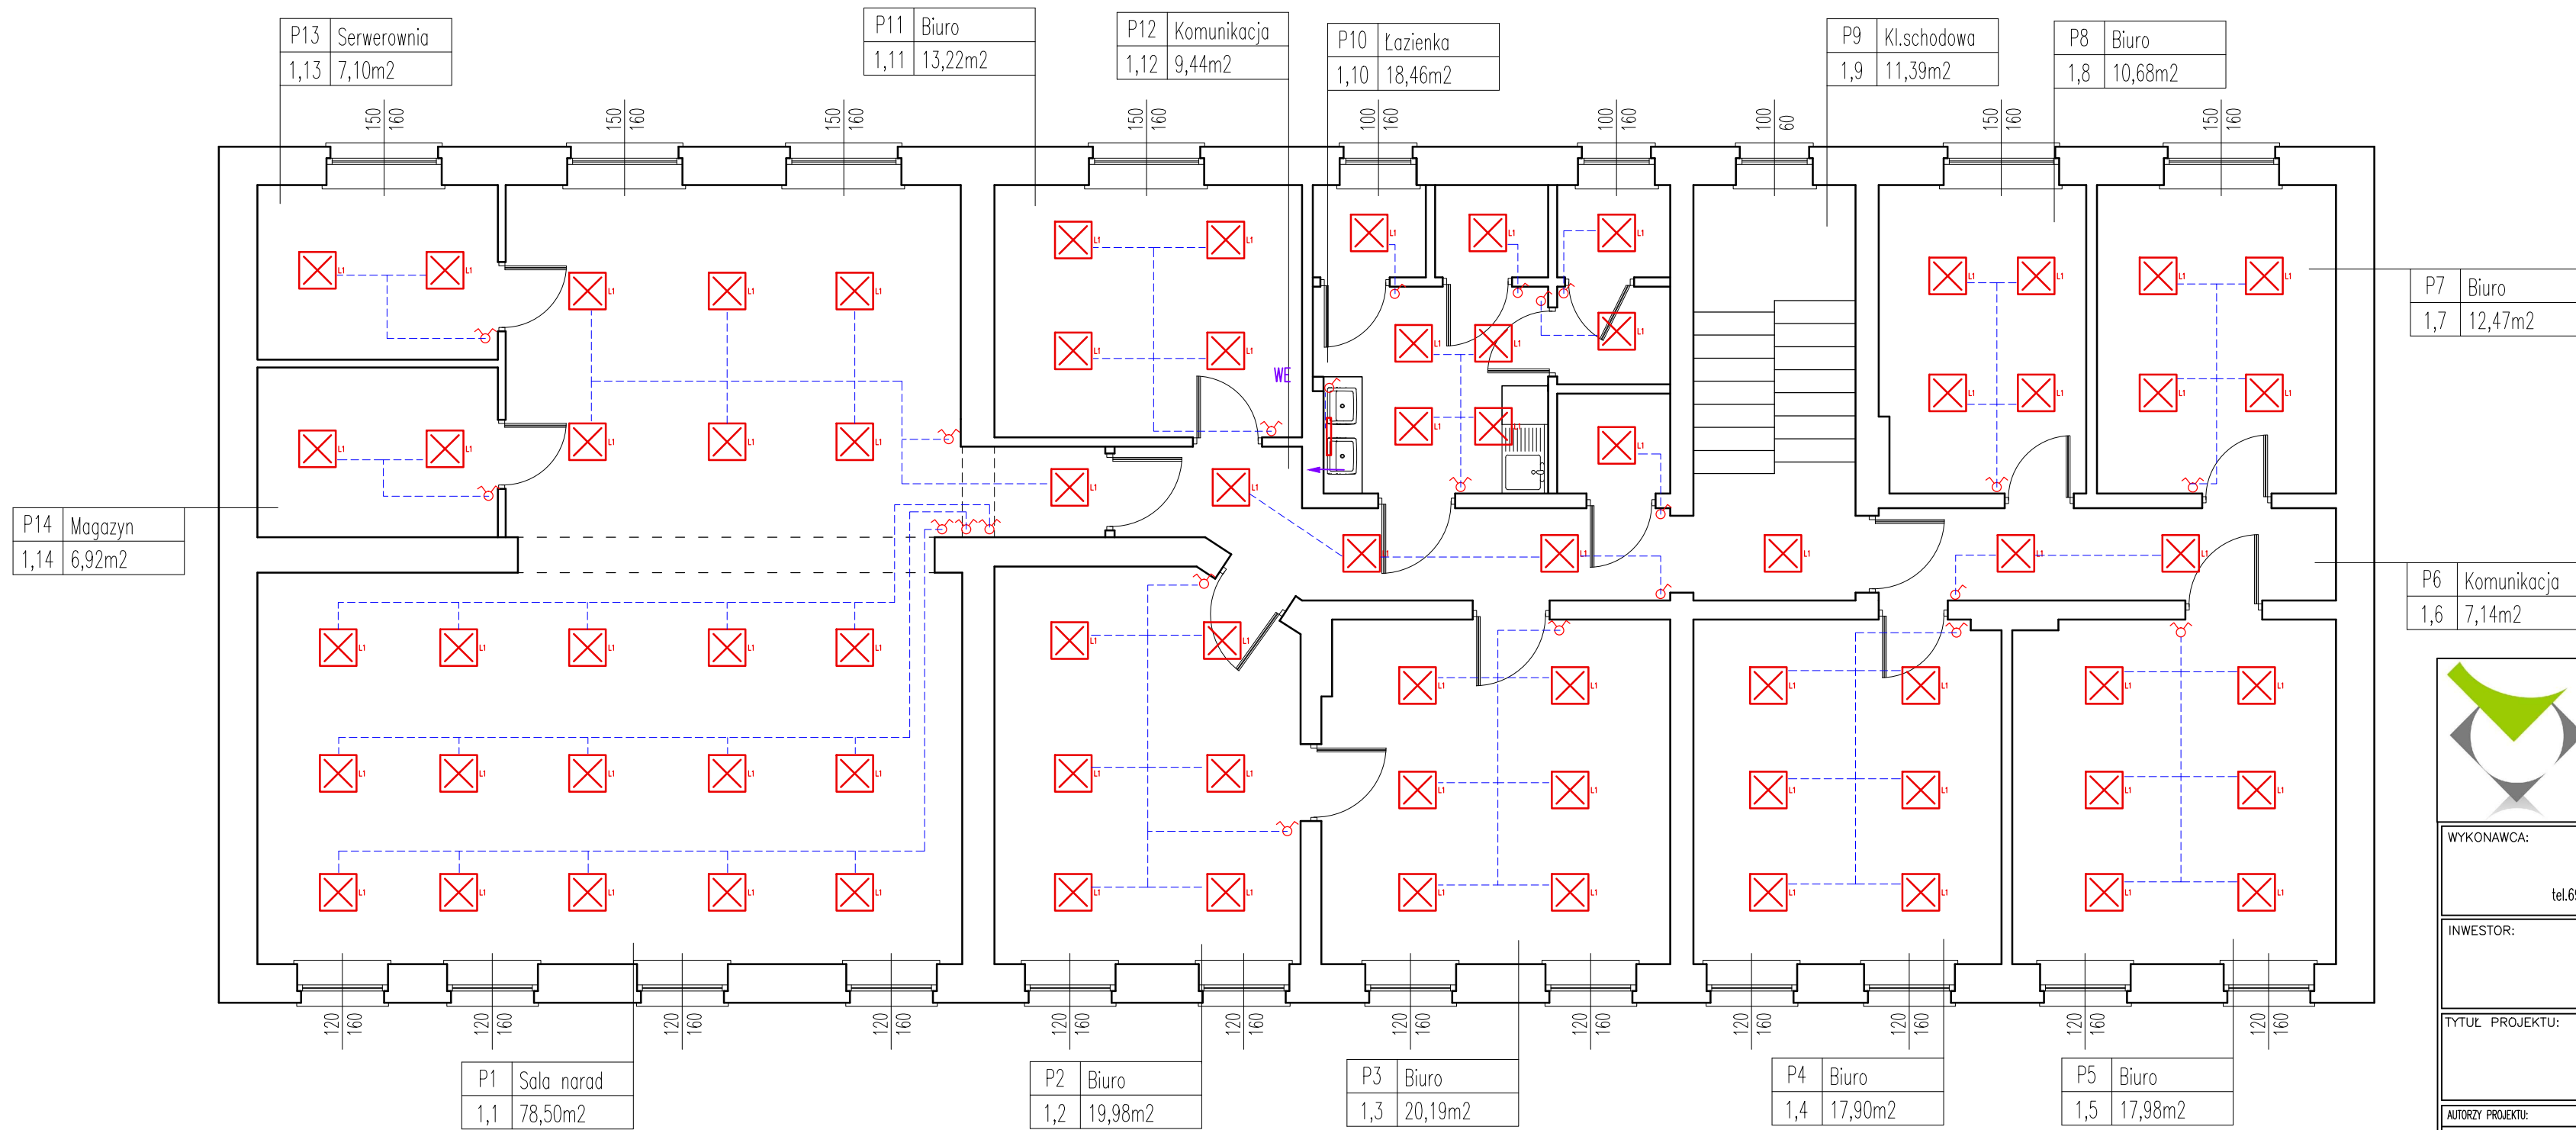 P13 Serwerownia
1,13 7,10m2
P11 Biuro
1,11 13,22m2
P12 Komunikacja
1,12 9,44m2
P10 Łazienka
1,10 18,46m2
P9 Kl.schodowa
1,9 11,39m2
P8 Biuro
1,8 10,68m2
150 160
150 160
150 160
150 160
100 160
100 160
100 60
150 160
150 160
P7 Biuro
1,7 12,47m2
WE
P14 Magazyn
1,14 6,92m2
P6 Komunikacja
1,6 7,14m2
L1
WYKONAWCA:
INWESTOR:
TYTUŁ PROJEKTU:
AUTORZY PROJEKTU:
120 160
120 160
120 160
120 160
120 160
120 160
120 160
120 160
120 160
120 160
120 160
120 160
P1 Sala narad
1,1 78,50m2
P2 Biuro
1,2 19,98m2
P3 Biuro
1,3 20,19m2
P4 Biuro
1,4 17,90m2
P5 Biuro
1,5 17,98m2